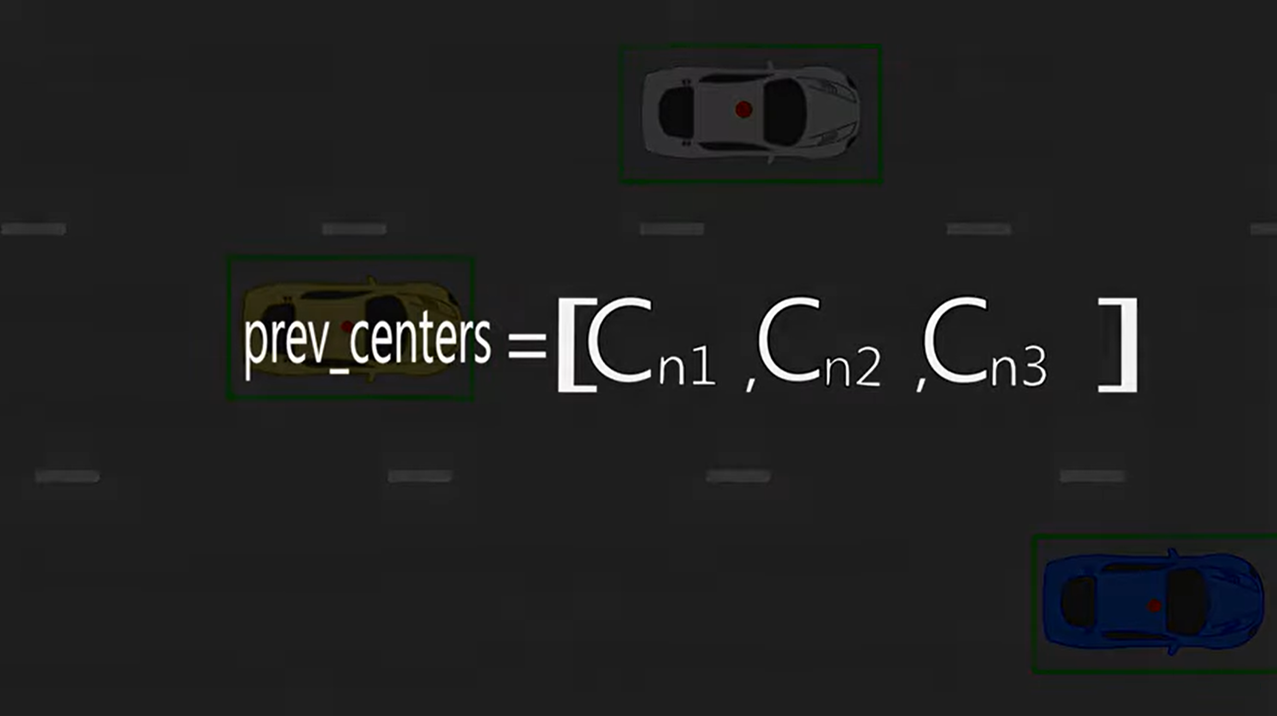 prev_centers = [Cn1 ,Cn2 ,Cn3 ]